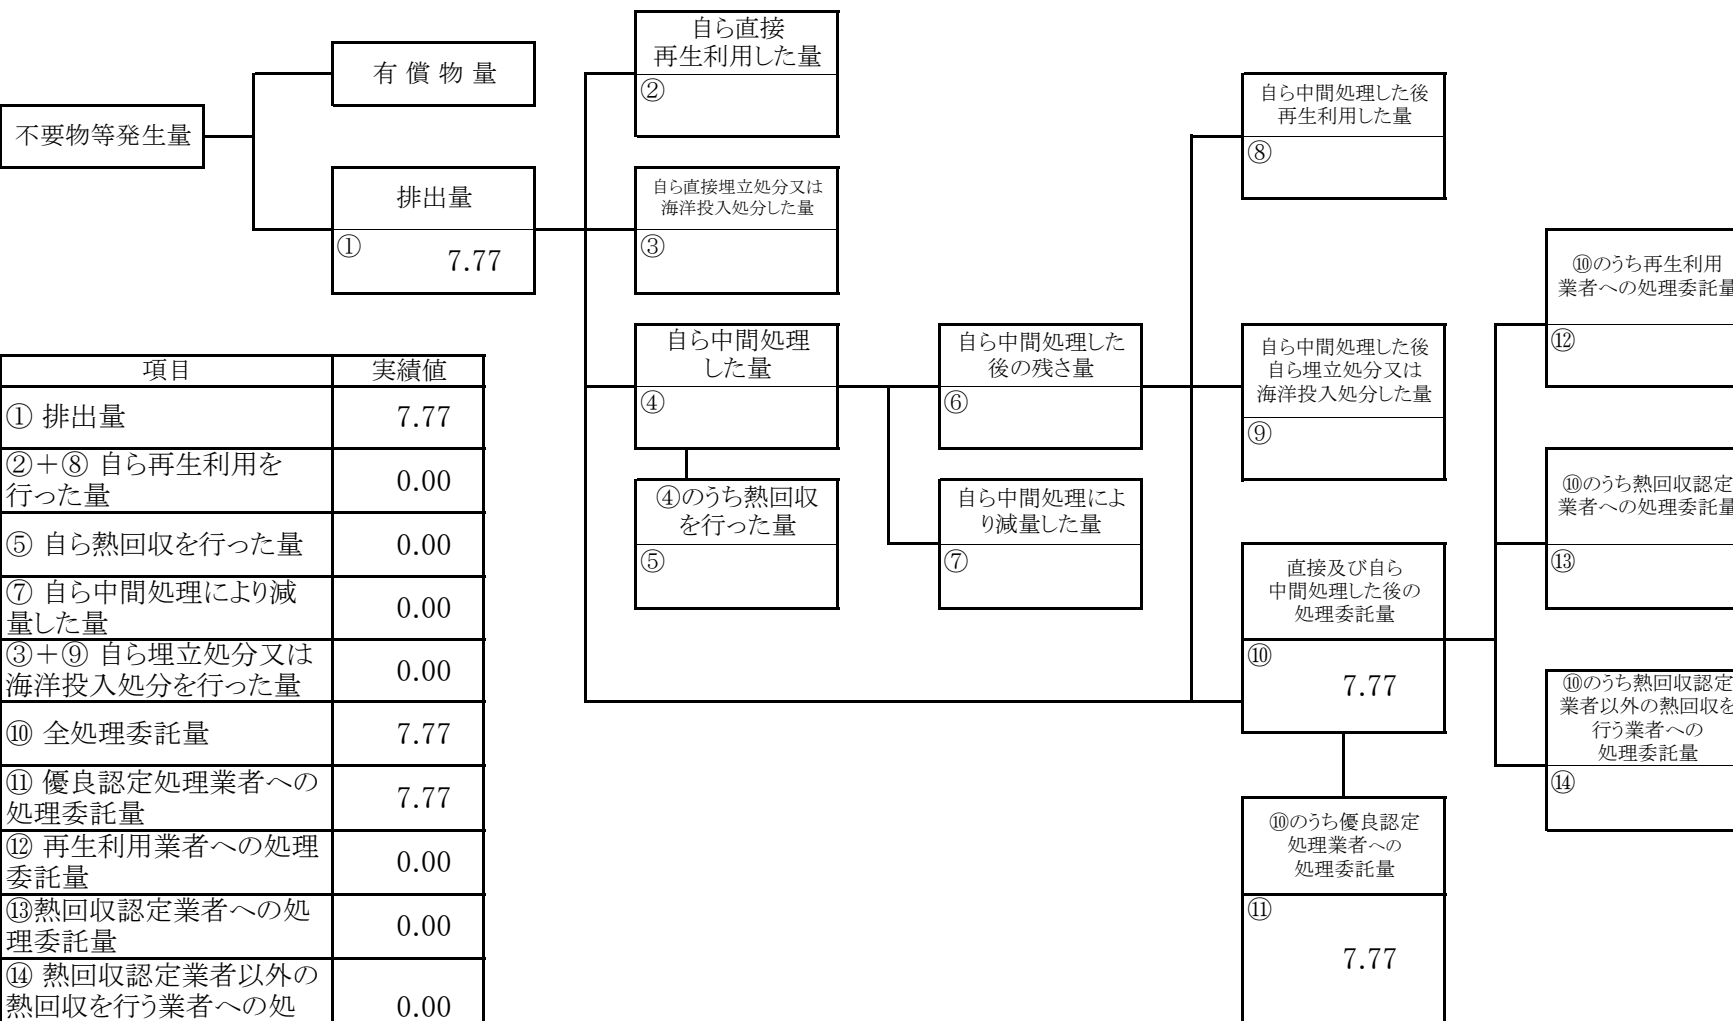 不要物等発生量
有 償 物 量
排出量
①
7.77
自ら直接
再生利用した量
②
自ら直接埋立処分又は
海洋投入処分した量
③
自ら中間処理
した量
④
④のうち熱回収
を行った量
⑤
自ら中間処理した
後の残さ量
⑥
自ら中間処理によ
り減量した量
⑦
自ら中間処理した後
再生利用した量
⑧
自ら中間処理した後
自ら埋立処分又は
海洋投入処分した量
⑨
直接及び自ら
中間処理した後の
処理委託量
⑩
7.77
⑩のうち優良認定
処理業者への
処理委託量
⑪
7.77
⑩のうち再生利用
業者への処理委託量
⑫
⑩のうち熱回収認定
業者への処理委託量
⑬
⑩のうち熱回収認定
業者以外の熱回収を
行う業者への
処理委託量
⑭
項目 実績値
① 排出量 7.77
②＋⑧ 自ら再生利用を
行った量 0.00
⑤ 自ら熱回収を行った量 0.00
⑦ 自ら中間処理により減
量した量 0.00
③＋⑨ 自ら埋立処分又は
海洋投入処分を行った量 0.00
⑩ 全処理委託量 7.77
⑪ 優良認定処理業者への
処理委託量 7.77
⑫ 再生利用業者への処理
委託量 0.00
⑬熱回収認定業者への処
理委託量 0.00
⑭ 熱回収認定業者以外の
熱回収を行う業者への処 0.00